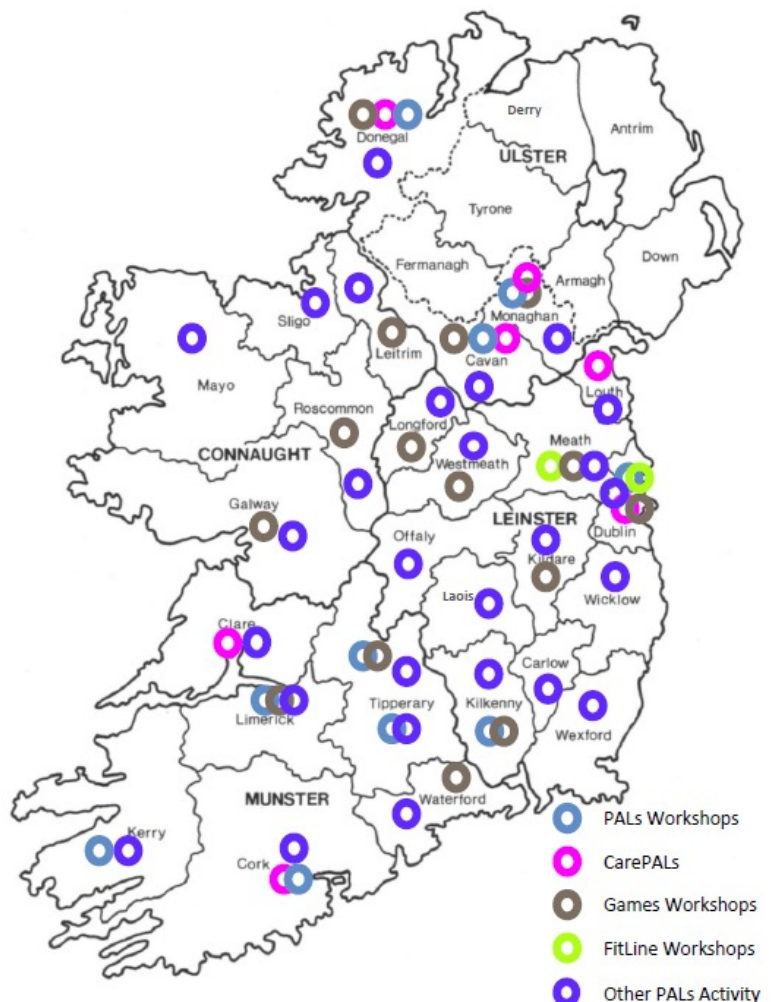 Derry
Antrim
Donegal
ULSTER
Tyrone
Fermanagh
Armagh
Down
Monaghan
Sligo
Leitrim
Cavan
Mayo
Louth
Roscommon
Longford
Meath
CONNAUGHT
Westmeath
Galway
LEINSTER
Dublin
Offaly
Kildare
Laois
Wicklow
Clare
Carlow
Tipperary
Kilkenny
Limerick
Wexford
MUNSTER
Waterford
PALs Workshops
Kerry
Cork
CarePALs
Games Workshops
FitLine Workshops
Other PALs Activity